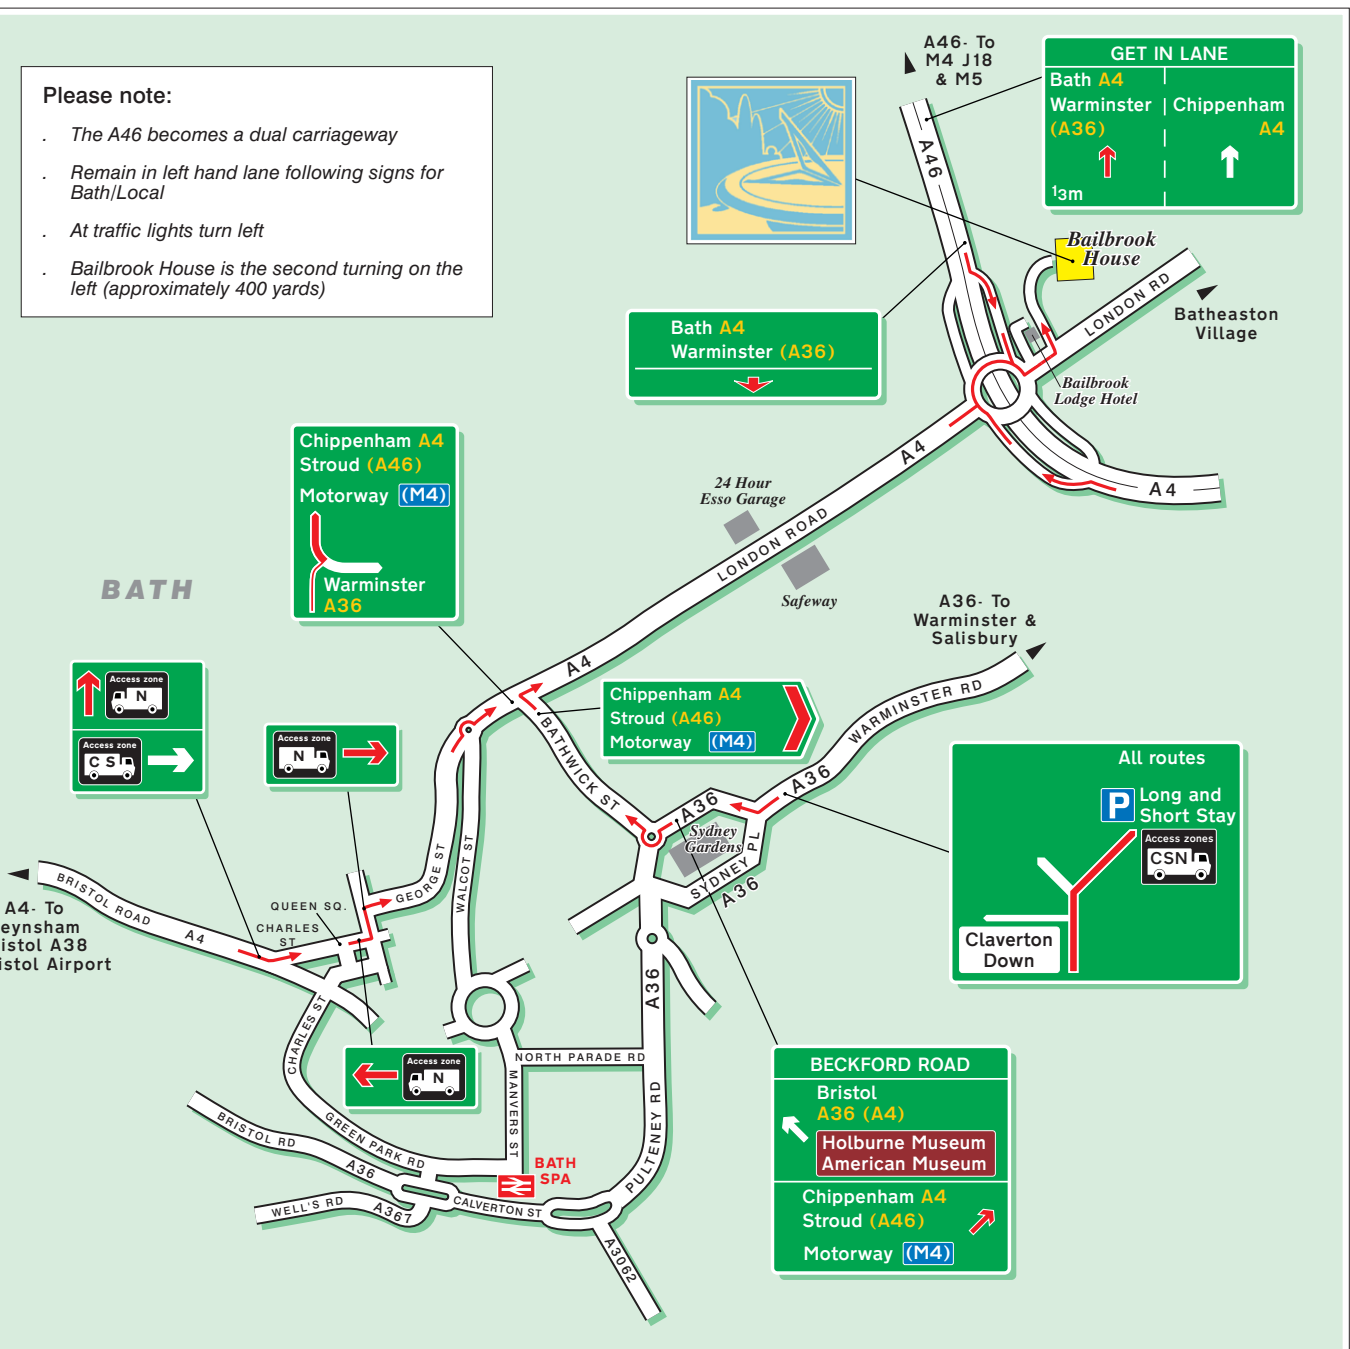 Please note:
. The A46 becomes a dual carriageway
. Remain in left hand lane following signs for
Bath/Local
. At traffic lights turn left
. Bailbrook House is the second turning on the
left (approximately 400 yards)
A46- To
M4 J18
& M5
GET IN LANE
Bath A4
Warminster
(A36)
1/3m
Chippenham
A4
A46
Bailbrook
House
LONDON RD
Batheaston
Village
Bath A4
Warminster (A36)
Bailbrook
Lodge Hotel
A4
A4
Chippenham A4
Stroud (A46)
Motorway (M4)
Warminster
A36
24 Hour
Esso Garage
LONDON ROAD
Safeway
BATH
A36- To
Warminster &
Salisbury
A4
WARMINSTER RD
Access zone
N
Access zone
C S
Access zone
N
Chippenham A4
Stroud (A46)
Motorway (M4)
BATHWICK ST
A36
A36
Sydney
Gardens
SYDNEY PL
A36
All routes
P
Long and
Short Stay
Access zones
CSN
Claverton
Down
GEORGE ST
WALCOT ST
BRISTOL ROAD
A4
QUEEN SQ.
CHARLES
ST
A4- To
eynsham
istol A38
istol Airport
CHARLES ST
A36
Access zone
N
NORTH PARADE RD
MANVERS ST
PULTENEY RD
BECKFORD ROAD
Bristol
A36 (A4)
Holburne Museum
American Museum
Chippenham A4
Stroud (A46)
Motorway (M4)
BRISTOL RD
A36
GREEN PARK RD
BATH
SPA
WELL'S RD
A367
CALVERTON ST
A3062